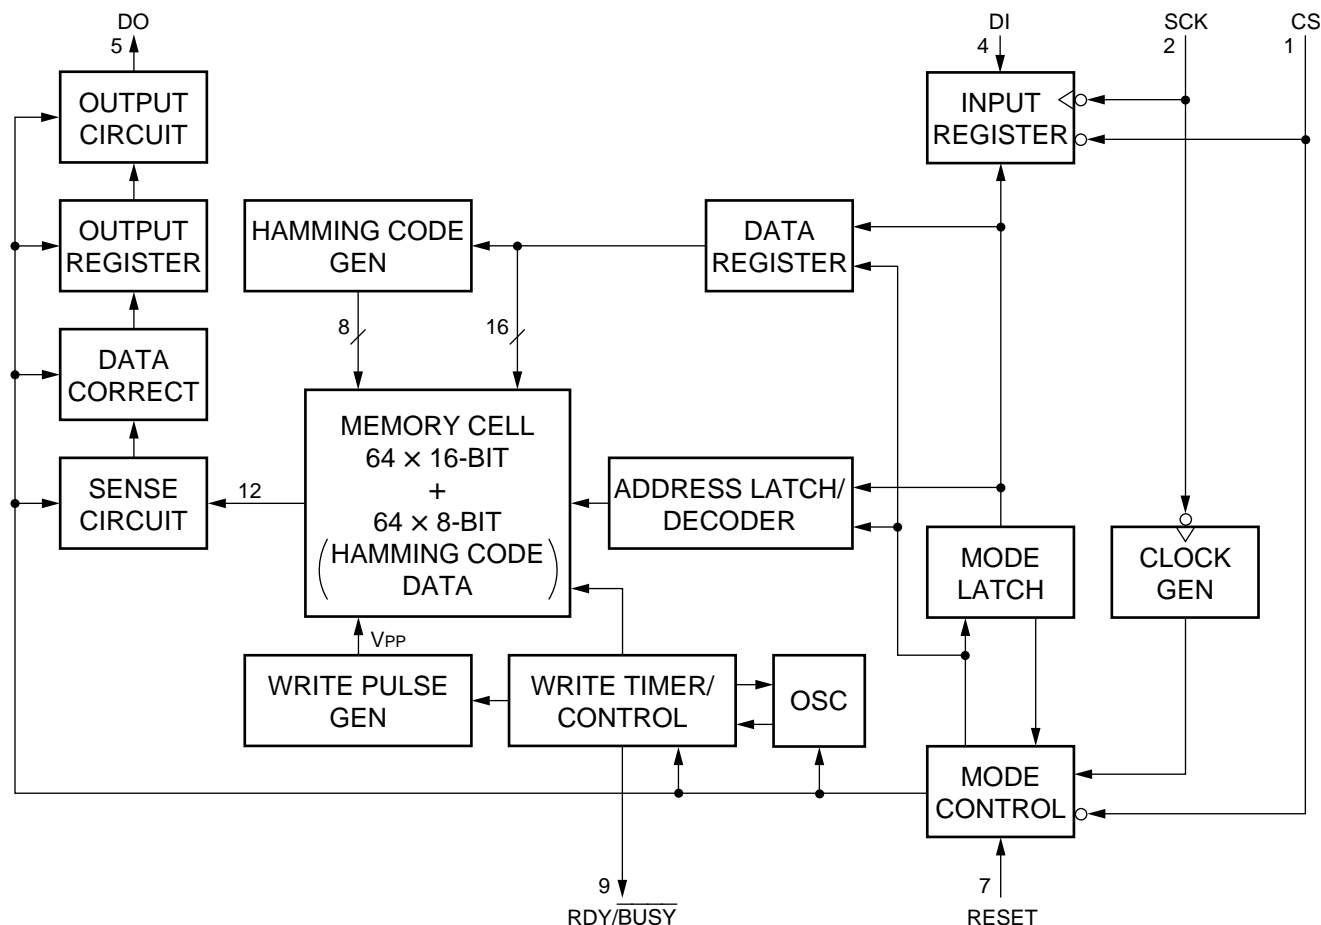 DO
5
DI
4
SCK
2
CS
1
OUTPUT
CIRCUIT
INPUT
REGISTER
OUTPUT
REGISTER
HAMMING CODE
GEN
DATA
REGISTER
8
16
DATA
CORRECT
MEMORY CELL
64 × 16-BIT
+
64 × 8-BIT
(HAMMING CODE
DATA)
SENSE
CIRCUIT
12
ADDRESS LATCH/
DECODER
MODE
LATCH
CLOCK
GEN
VPP
WRITE PULSE
GEN
WRITE TIMER/
CONTROL
OSC
MODE
CONTROL
9
RDY/B̅U̅S̅Y̅
7
RESET